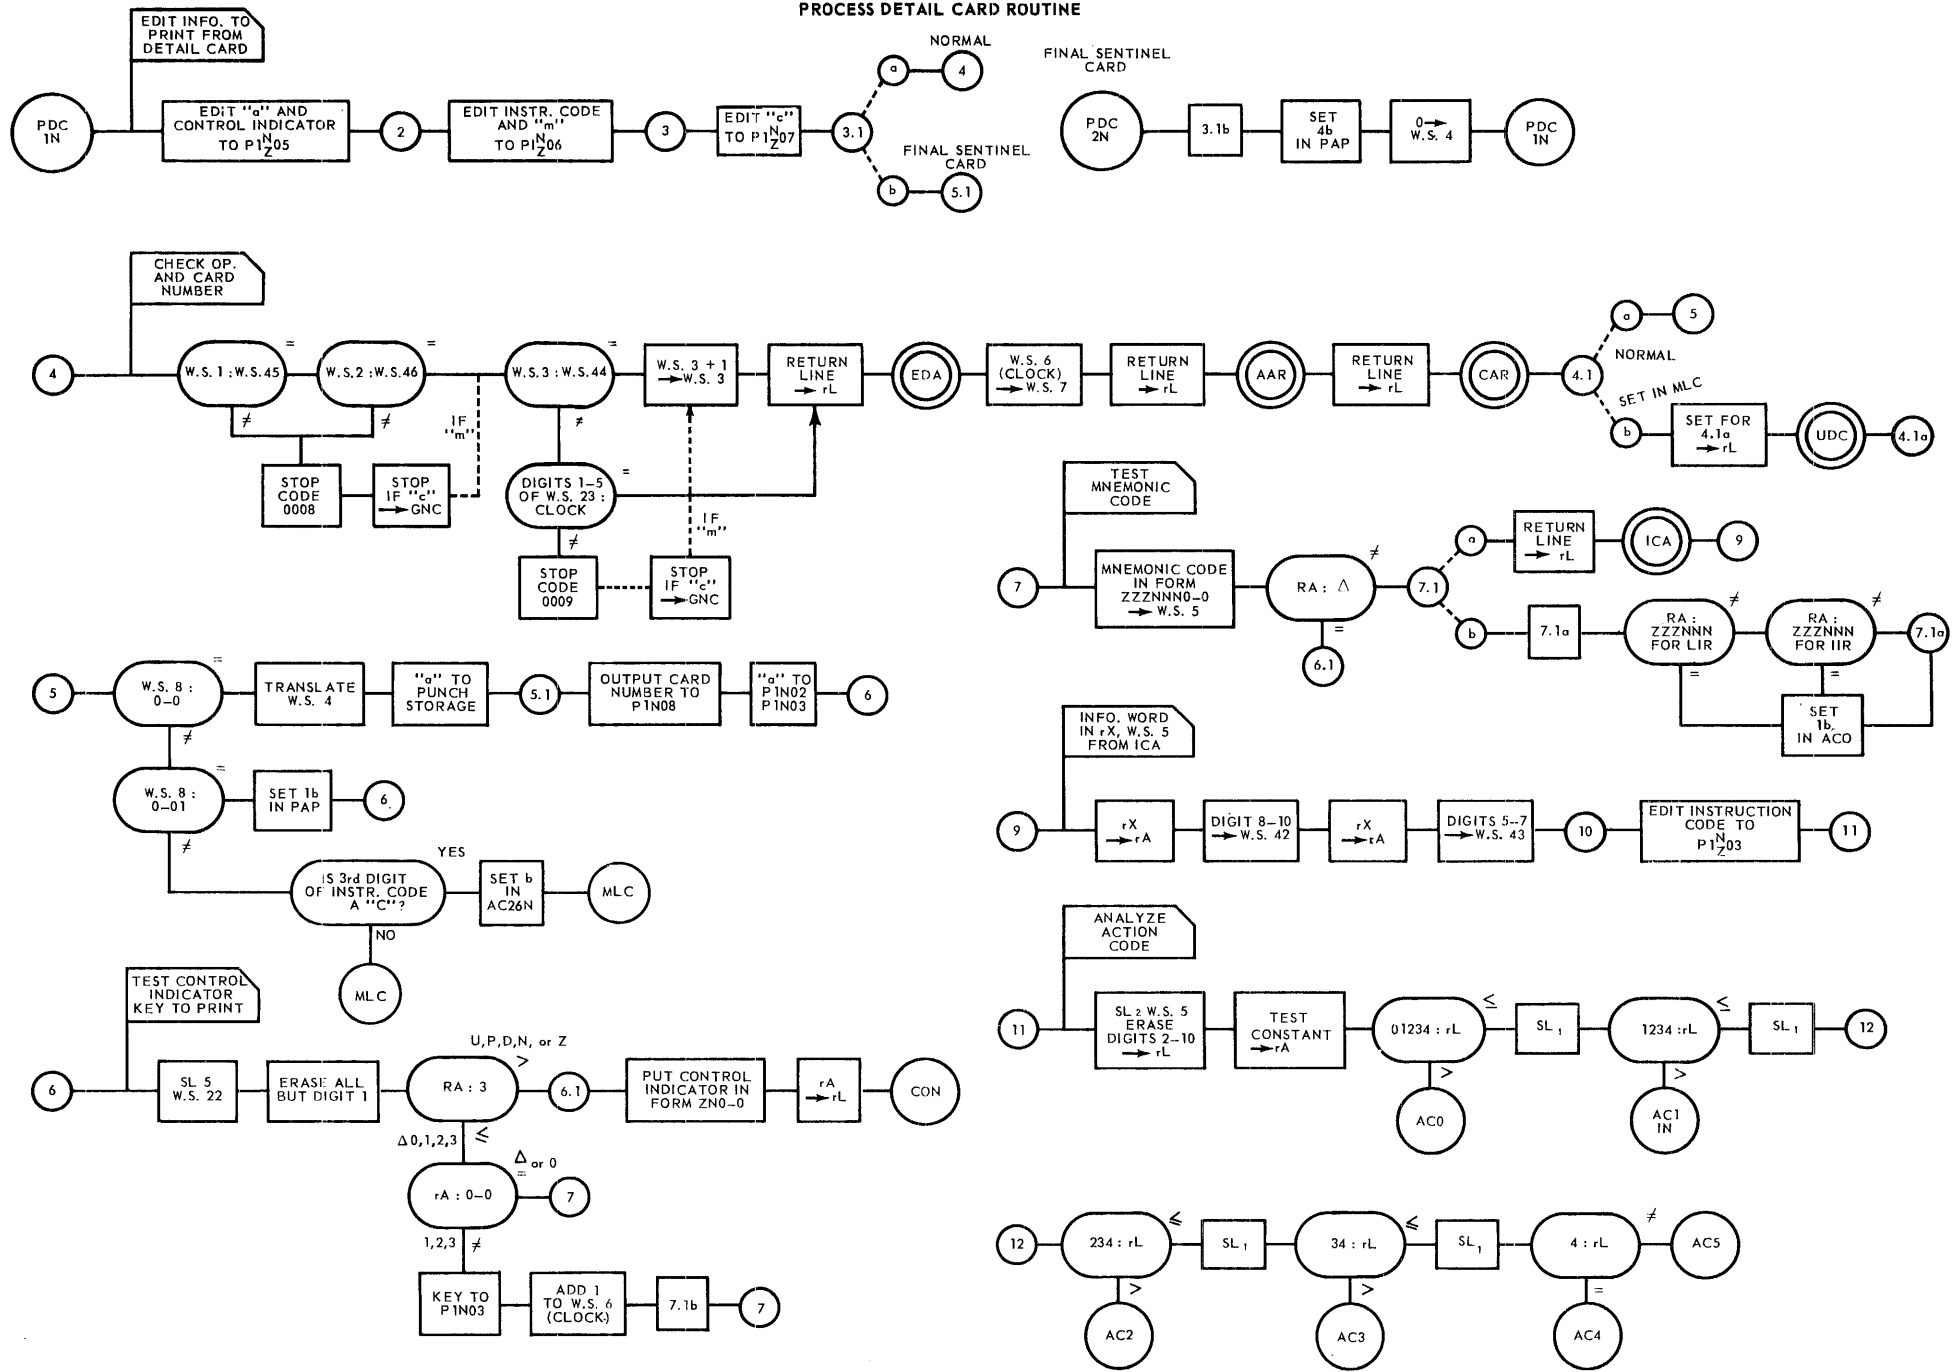 PROCESS DETAIL CARD ROUTINE
EDIT INFO. TO
PRINT FROM
DETAIL CARD
PDC
1N
EDIT "a" AND
CONTROL INDICATOR
TO P1N/Z05
2
EDIT INSTR. CODE
AND "m"
TO P1N/Z06
3
EDIT "c"
TO P1N/Z07
3.1
a
NORMAL
4
b
FINAL SENTINEL
CARD
5.1
FINAL SENTINEL
CARD
PDC
2N
3.1b
SET
4b
IN PAP
0→
W.S. 4
PDC
1N
CHECK OP.
AND CARD
NUMBER
4
W.S. 1 : W.S. 45
=
≠
W.S. 2 : W.S. 46
=
≠
STOP
CODE
0008
STOP
IF "c"
→ GNC
IF
"m"
W.S. 3 : W.S. 44
=
≠
DIGITS 1-5
OF W.S. 23 :
CLOCK
=
≠
STOP
CODE
0009
STOP
IF "c"
→ GNC
IF
"m"
W.S. 3 + 1
→ W.S. 3
RETURN
LINE
→ rL
EDA
W.S. 6
(CLOCK)
→ W.S. 7
RETURN
LINE
→ rL
AAR
RETURN
LINE
→ rL
CAR
4.1
a
5
NORMAL
SET IN MLC
b
SET FOR
4.1a
→ rL
UDC
4.1a
TEST
MNEMONIC
CODE
7
MNEMONIC CODE
IN FORM
ZZZNNN0-0
→ W.S. 5
RA : Δ
≠
=
6.1
7.1
a
RETURN
LINE
→ rL
ICA
9
b
7.1a
RA :
ZZZNNN
FOR LIR
≠
=
RA :
ZZZNNN
FOR IIR
≠
=
7.1a
SET
1b
IN AC0
5
W.S. 8 :
0-0
=
≠
TRANSLATE
W.S. 4
"a" TO
PUNCH
STORAGE
5.1
OUTPUT CARD
NUMBER TO
P1N08
"a" TO
P1N02
P1N03
6
W.S. 8 :
0-01
=
≠
SET 1b
IN PAP
6
IS 3rd DIGIT
OF INSTR. CODE
A "C"?
YES
SET b
IN
AC26N
MLC
NO
MLC
INFO. WORD
IN rX, W.S. 5
FROM ICA
9
rX
→ rA
DIGIT 8-10
→ W.S. 42
rX
→ rA
DIGITS 5-7
→ W.S. 43
10
EDIT INSTRUCTION
CODE TO
P1N/Z03
11
TEST CONTROL
INDICATOR
KEY TO PRINT
6
SL 5
W.S. 22
ERASE ALL
BUT DIGIT 1
RA : 3
U,P,D,N, or Z
>
6.1
PUT CONTROL
INDICATOR IN
FORM ZN0-0
rA
→ rL
CON
Δ0,1,2,3
≤
rA : 0-0
Δ or 0
=
7
1,2,3
≠
KEY TO
P1N03
ADD 1
TO W.S. 6
(CLOCK)
7.1b
7
ANALYZE
ACTION
CODE
11
SL2 W.S. 5
ERASE
DIGITS 2-10
→ rL
TEST
CONSTANT
→ rA
01234 : rL
≤
>
AC0
SL1
1234 : rL
≤
>
AC1
1N
SL1
12
12
234 : rL
≤
>
AC2
SL1
34 : rL
≤
>
AC3
SL1
4 : rL
≠
=
AC4
AC5